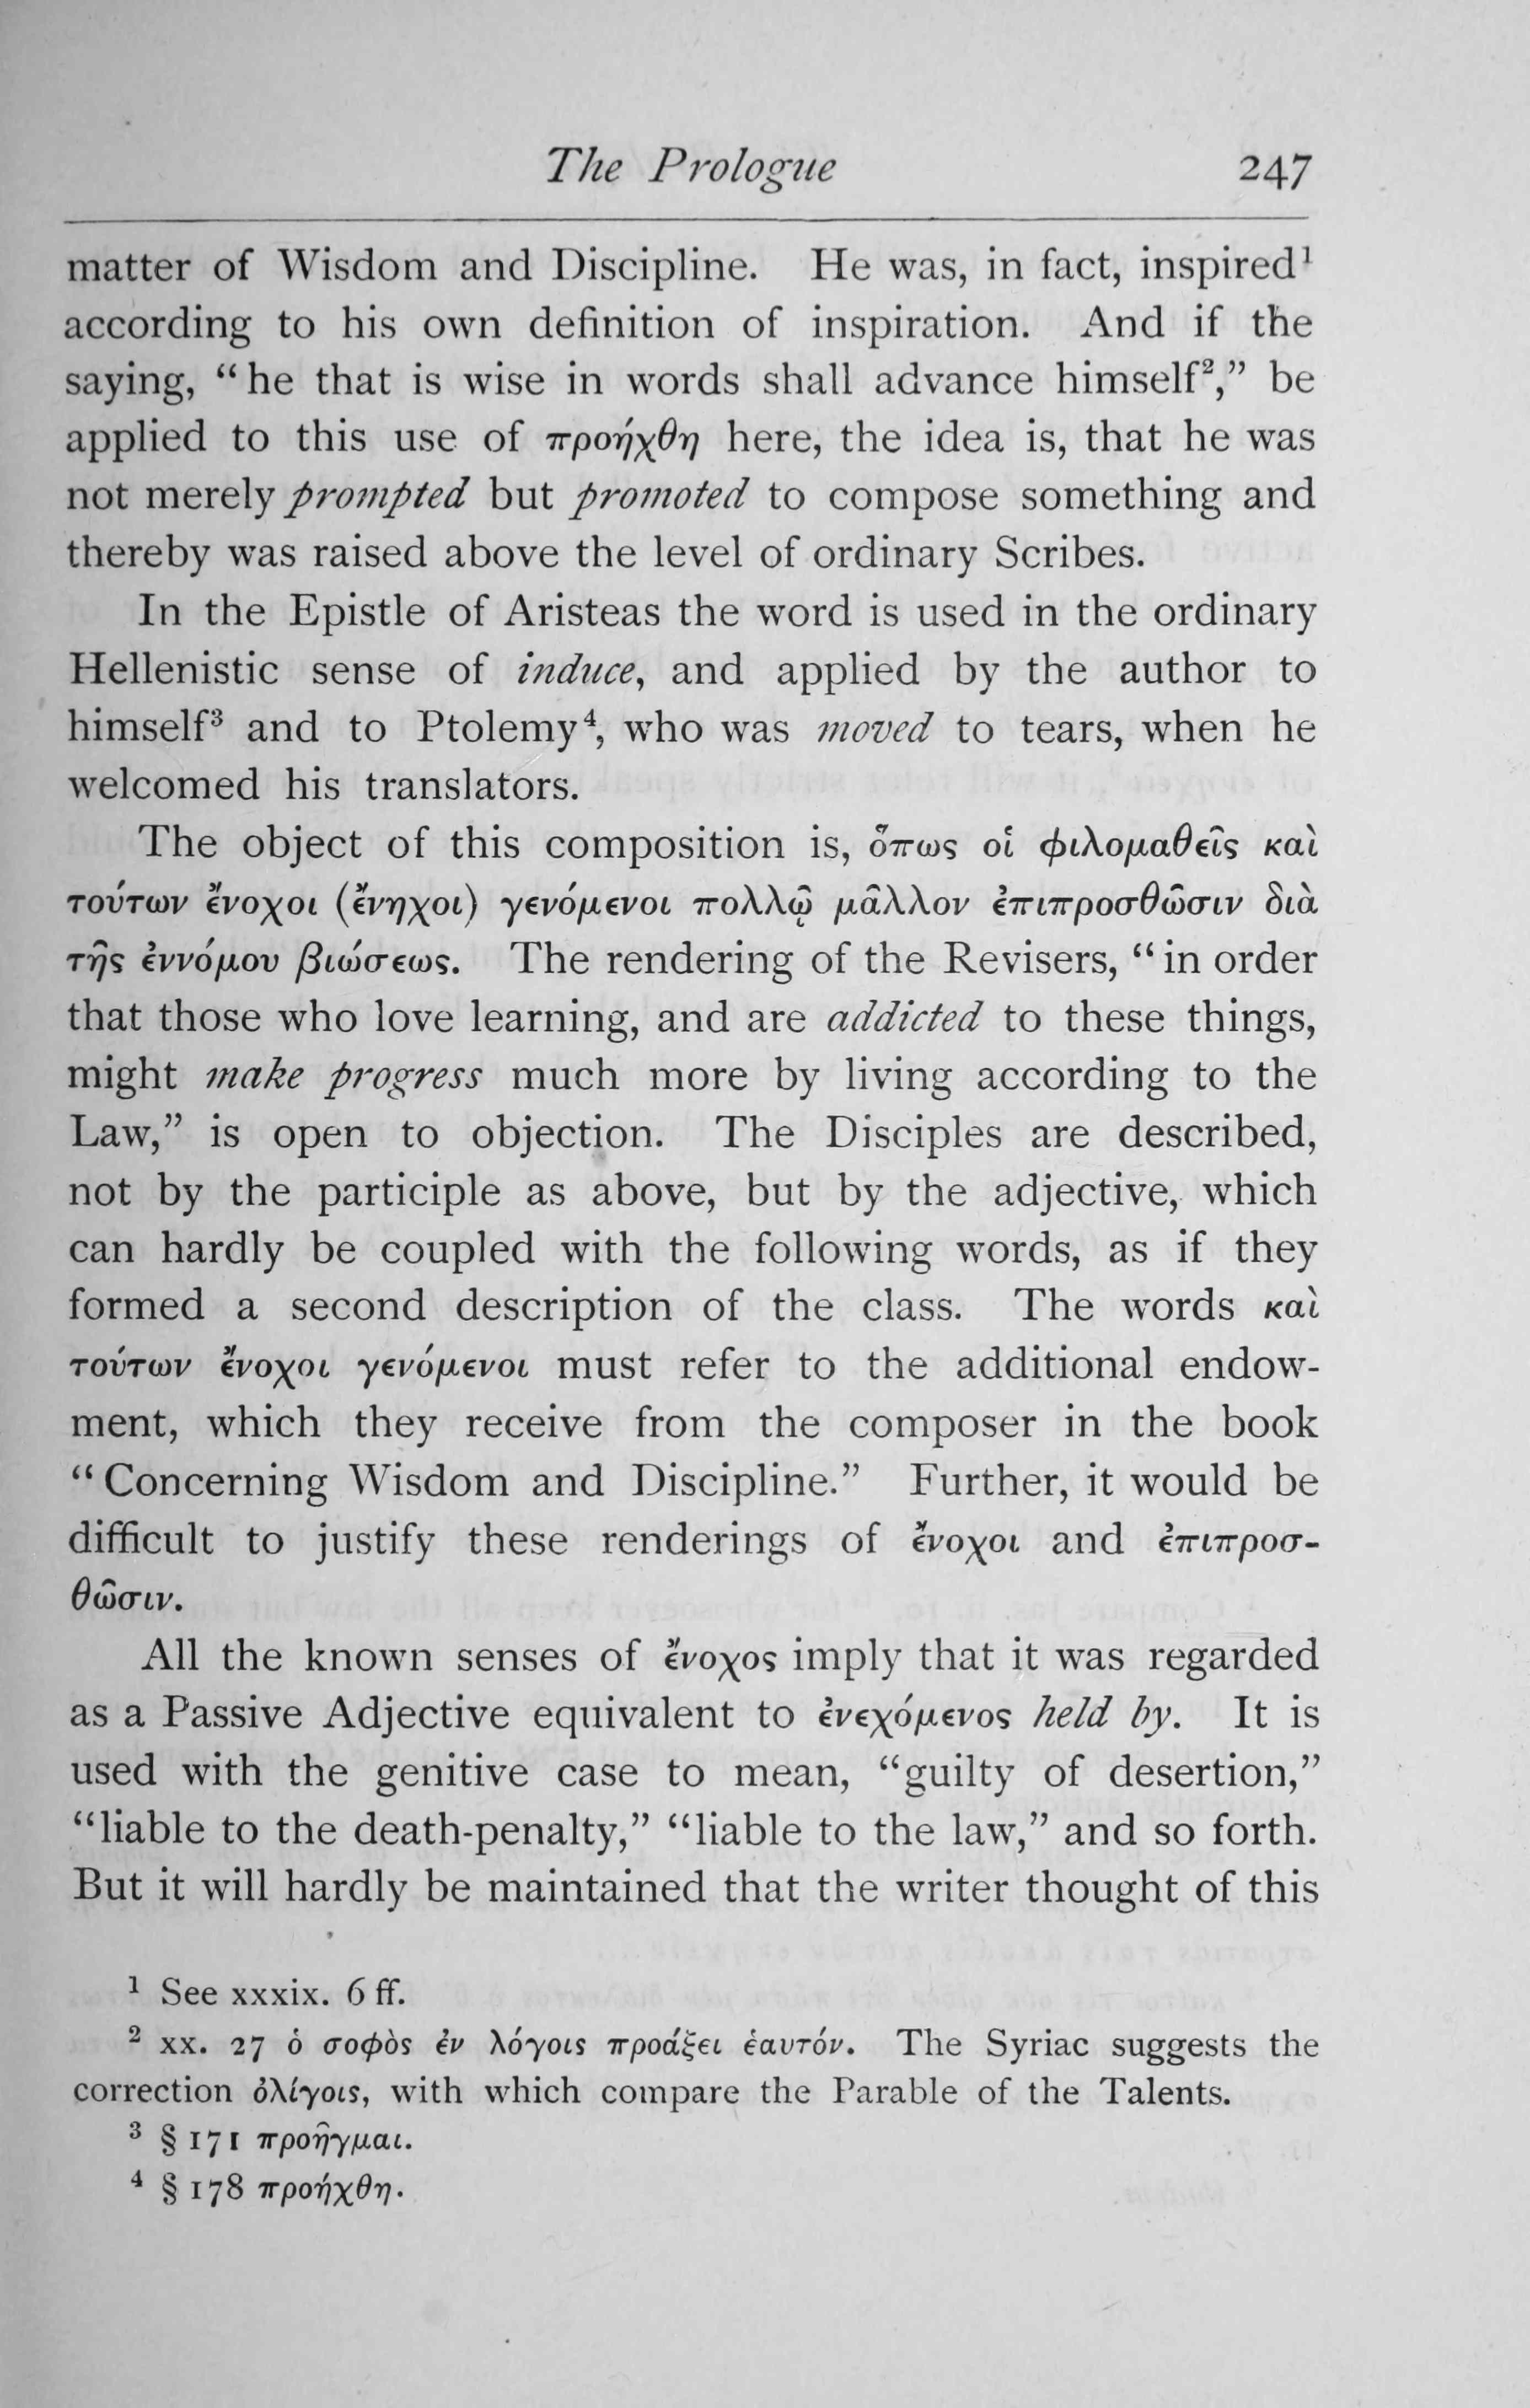 The Prologue 247
matter of Wisdom and Discipline. He was, in fact, inspired¹
according to his own definition of inspiration. And if the
saying, “he that is wise in words shall advance himself²,” be
applied to this use of προήχθη here, the idea is, that he was
not merely prompted but promoted to compose something and
thereby was raised above the level of ordinary Scribes.
In the Epistle of Aristeas the word is used in the ordinary
Hellenistic sense of induce, and applied by the author to
himself³ and to Ptolemy⁴, who was moved to tears, when he
welcomed his translators.
The object of this composition is, ὅπως οἱ φιλομαθεῖς καὶ
τούτων ἔνοχοι (ἔνηχοι) γενόμενοι πολλῷ μᾶλλον ἐπιπροσθῶσιν διὰ
τῆς ἐννόμου βιώσεως. The rendering of the Revisers, “in order
that those who love learning, and are addicted to these things,
might make progress much more by living according to the
Law,” is open to objection. The Disciples are described,
not by the participle as above, but by the adjective, which
can hardly be coupled with the following words, as if they
formed a second description of the class. The words καὶ
τούτων ἔνοχοι γενόμενοι must refer to the additional endow-
ment, which they receive from the composer in the book
“Concerning Wisdom and Discipline.” Further, it would be
difficult to justify these renderings of ἔνοχοι and ἐπιπροσ-
θῶσιν.
All the known senses of ἔνοχος imply that it was regarded
as a Passive Adjective equivalent to ἐνεχόμενος held by. It is
used with the genitive case to mean, “guilty of desertion,”
“liable to the death-penalty,” “liable to the law,” and so forth.
But it will hardly be maintained that the writer thought of this
¹ See xxxix. 6 ff.
² xx. 27 ὁ σοφὸς ἐν λόγοις προάξει ἑαυτόν. The Syriac suggests the
correction ὀλίγοις, with which compare the Parable of the Talents.
³ § 171 προῆγμαι.
⁴ § 178 προήχθη.